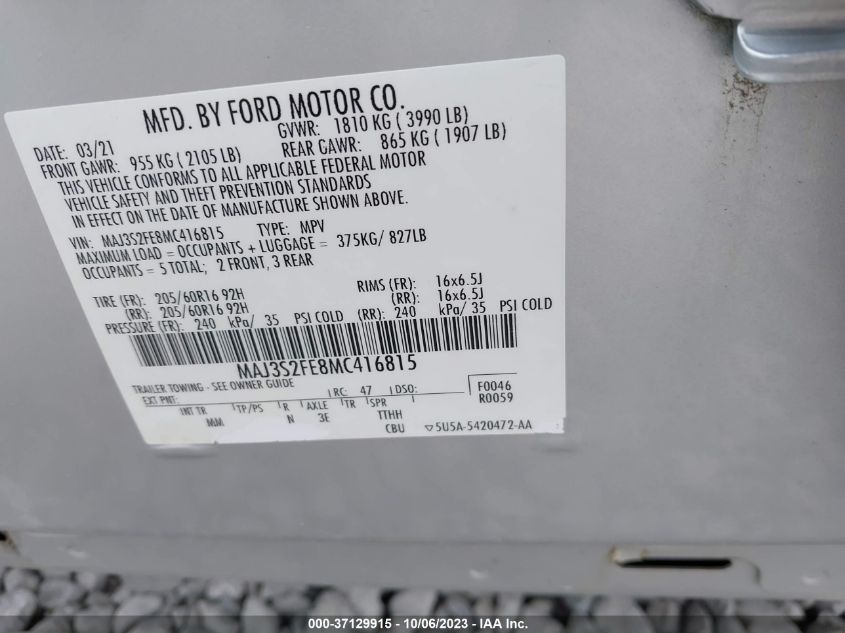 MFD. BY FORD MOTOR CO.
DATE: 03/21 GVWR: 1810 KG ( 3990 LB)
FRONT GAWR: 955 KG ( 2105 LB) REAR GAWR: 865 KG ( 1907 LB)
THIS VEHICLE CONFORMS TO ALL APPLICABLE FEDERAL MOTOR
VEHICLE SAFETY AND THEFT PREVENTION STANDARDS
IN EFFECT ON THE DATE OF MANUFACTURE SHOWN ABOVE.
VIN: MAJ3S2FE8MC416815 TYPE: MPV
MAXIMUM LOAD = OCCUPANTS + LUGGAGE = 375KG/ 827LB
OCCUPANTS = 5 TOTAL; 2 FRONT, 3 REAR
TIRE (FR): 205/60R16 92H RIMS (FR): 16x6.5J
(RR): 205/60R16 92H (RR): 16x6.5J
PRESSURE (FR): 240 kPa/ 35 PSI COLD (RR): 240 kPa/ 35 PSI COLD
MAJ3S2FE8MC416815
TRAILER TOWING - SEE OWNER GUIDE
EXT PNT: RC: 47 DSO: F0046
R0059
INT TR TP/PS R AXLE TR SPR
MM N 3E TTHH
CBU ▽5U5A-5420472-AA
000-37129915 - 10/06/2023 - IAA Inc.